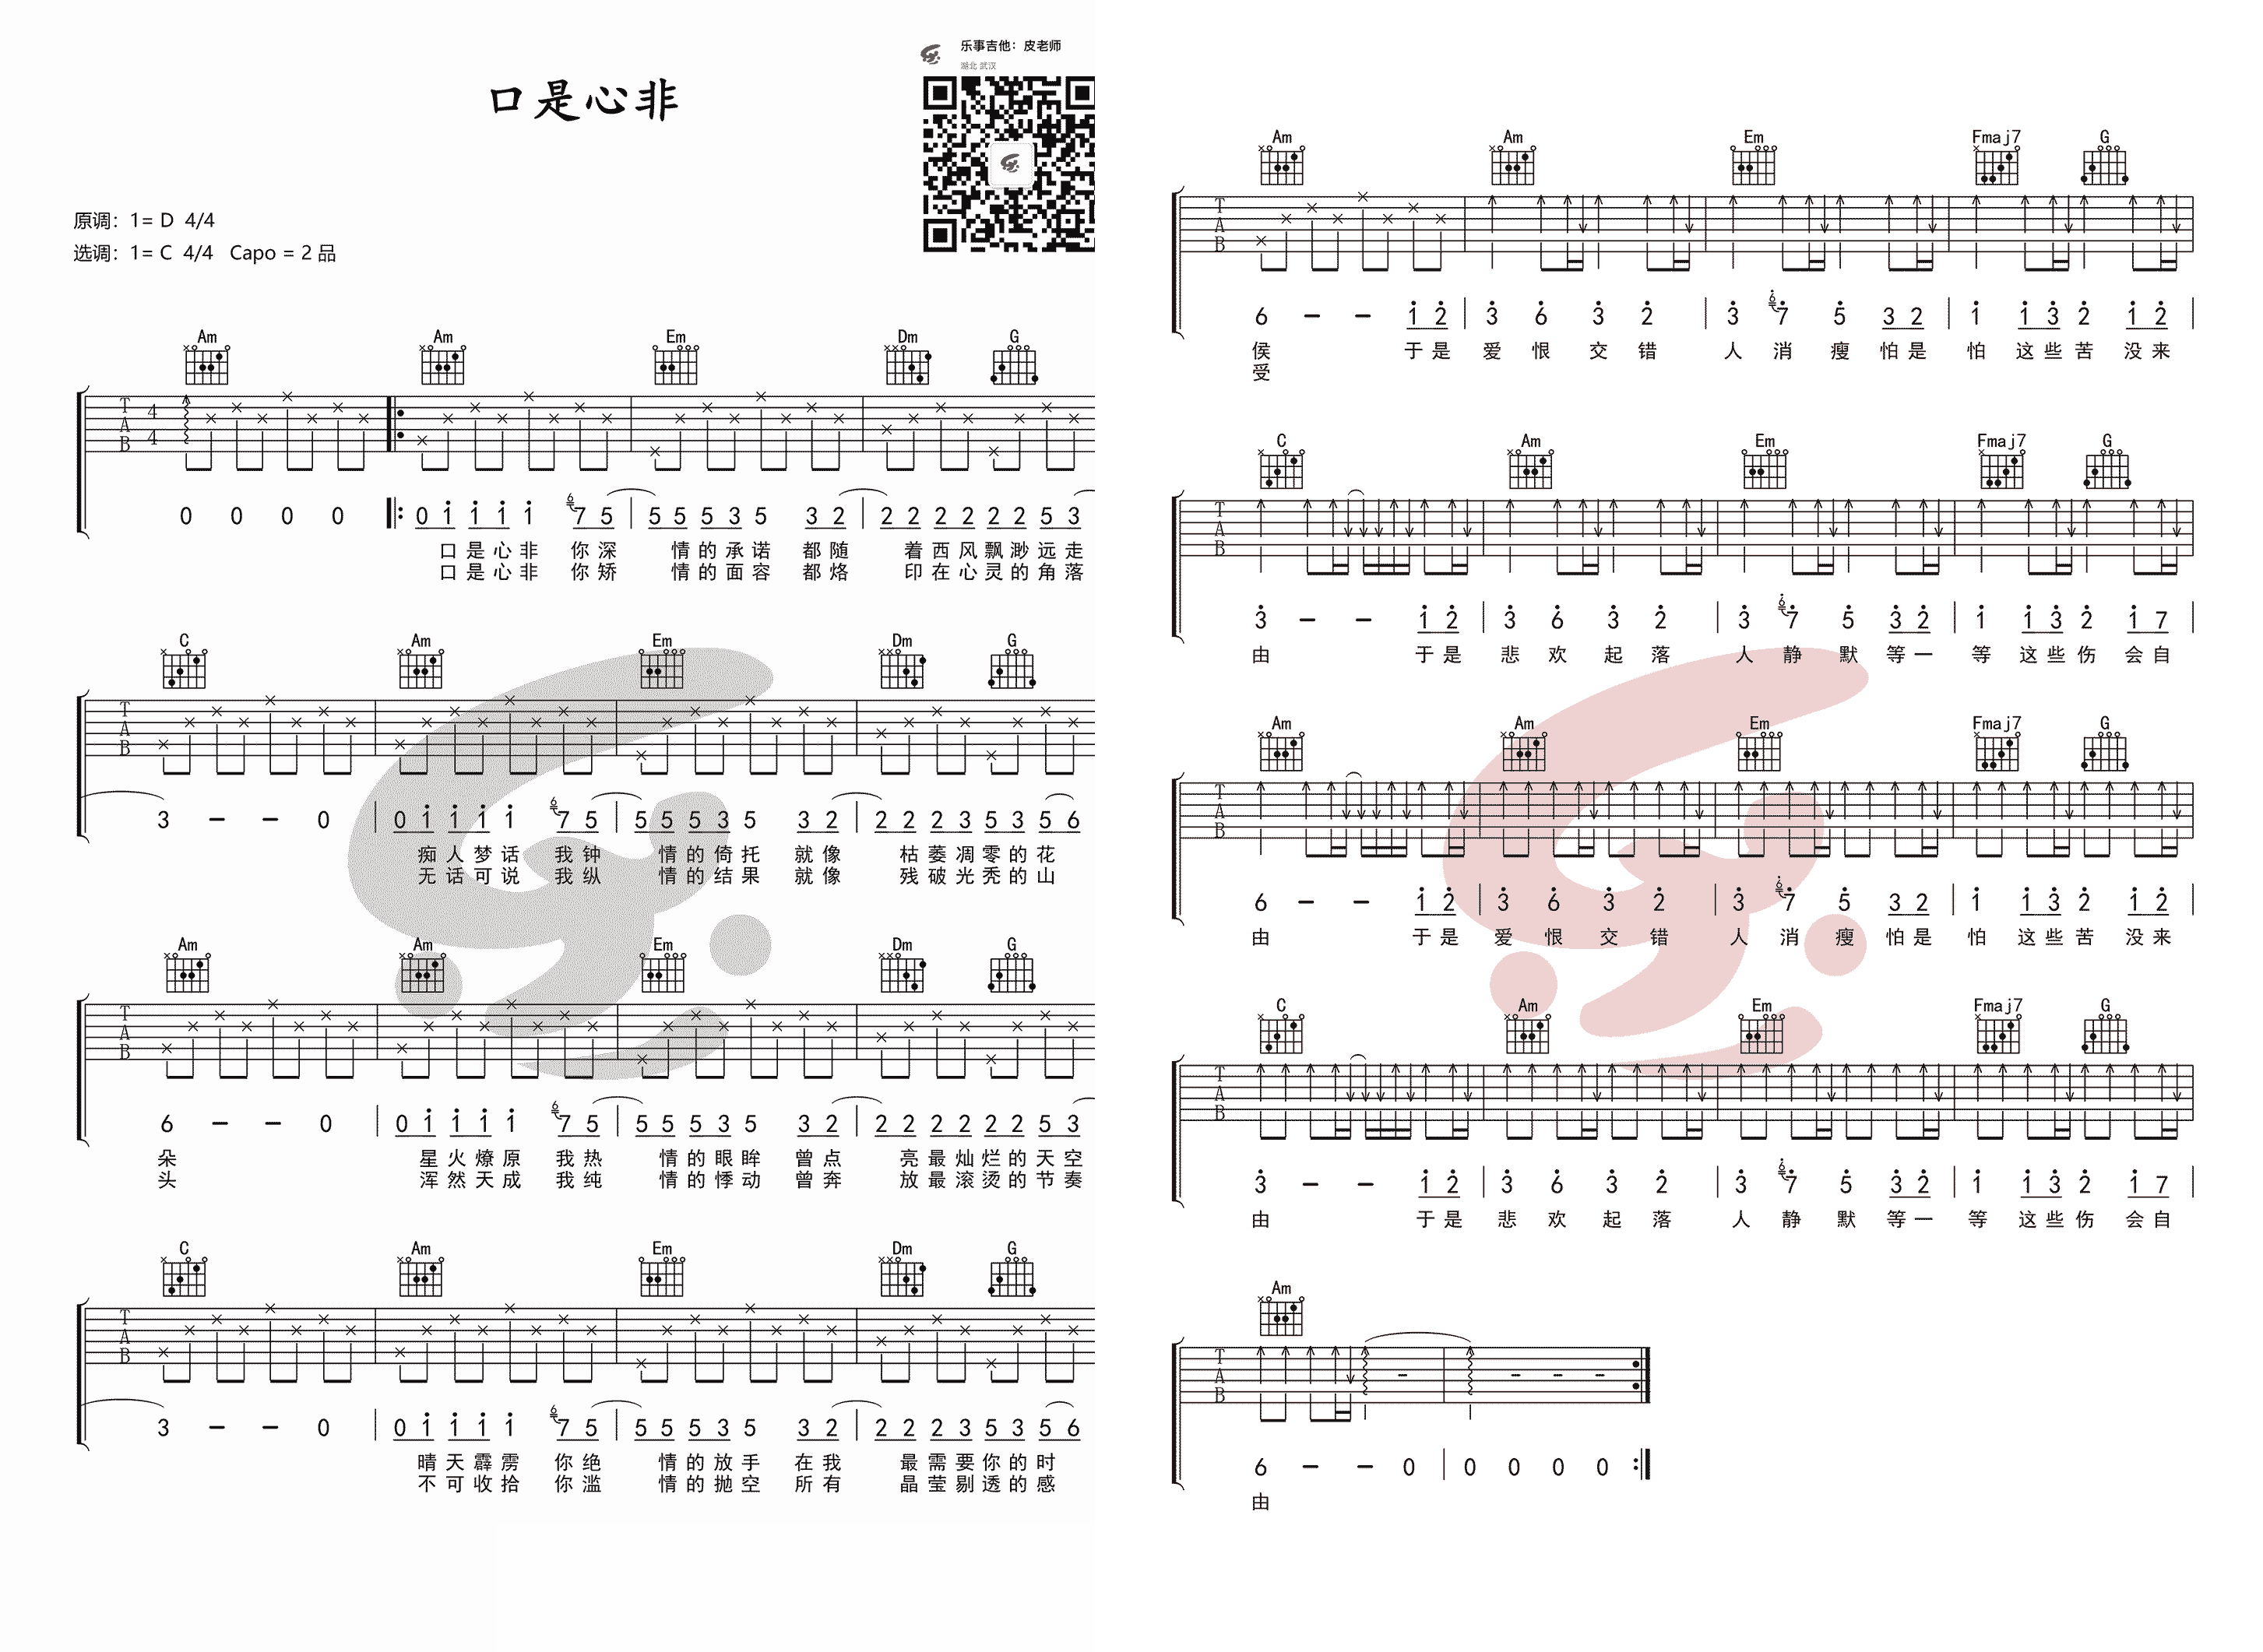 乐事吉他：皮老师
湖北 武汉
口是心非
原调：1= D 4/4
选调：1= C 4/4 Capo = 2 品
Am Am Em Dm G
T A B 4 4
0 0 0 0 0 1 1 1 1 6 7 5 5 5 5 3 5 3 2 2 2 2 2 2 2 5 3
口 是 心 非 你 深 情 的 承 诺 都 随 着 西 风 飘 渺 远 走
口 是 心 非 你 矫 情 的 面 容 都 烙 印 在 心 灵 的 角 落
C Am Em Dm G
T A B
3 – – 0 0 1 1 1 1 6 7 5 5 5 5 3 5 3 2 2 2 2 3 5 3 5 6
痴 人 梦 话 我 钟 情 的 倚 托 就 像 枯 萎 凋 零 的 花
无 话 可 说 我 纵 情 的 结 果 就 像 残 破 光 秃 的 山
Am Am Em Dm G
T A B
6 – – 0 0 1 1 1 1 6 7 5 5 5 5 3 5 3 2 2 2 2 2 2 2 5 3
朵 星 火 燎 原 我 热 情 的 眼 眸 曾 点 亮 最 灿 烂 的 天 空
头 浑 然 天 成 我 纯 情 的 悸 动 曾 奔 放 最 滚 烫 的 节 奏
C Am Em Dm G
T A B
3 – – 0 0 1 1 1 1 6 7 5 5 5 5 3 5 3 2 2 2 2 3 5 3 5 6
晴 天 霹 雳 你 绝 情 的 放 手 在 我 最 需 要 你 的 时
不 可 收 拾 你 滥 情 的 抛 空 所 有 晶 莹 剔 透 的 感
Am Am Em Fmaj7 G
T A B
6 – – 1 2 3 6 3 2 3 6 7 5 3 2 1 1 3 2 1 2
侯 于 是 爱 恨 交 错 人 消 瘦 怕 是 怕 这 些 苦 没 来
受
C Am Em Fmaj7 G
T A B
3 – – 1 2 3 6 3 2 3 6 7 5 3 2 1 1 3 2 1 7
由 于 是 悲 欢 起 落 人 静 默 等 一 等 这 些 伤 会 自
Am Am Em Fmaj7 G
T A B
6 – – 1 2 3 6 3 2 3 6 7 5 3 2 1 1 3 2 1 2
由 于 是 爱 恨 交 错 人 消 瘦 怕 是 怕 这 些 苦 没 来
C Am Em Fmaj7 G
T A B
3 – – 1 2 3 6 3 2 3 6 7 5 3 2 1 1 3 2 1 7
由 于 是 悲 欢 起 落 人 静 默 等 一 等 这 些 伤 会 自
Am
T A B
6 – – 0 0 0 0 0
由